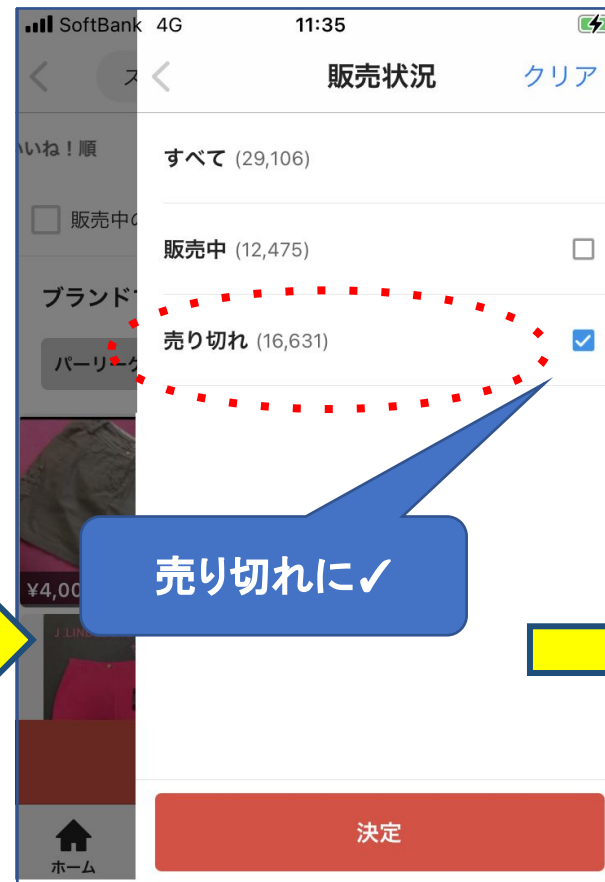 SoftBank 4G 11:35
ス
販売状況
クリア
いいね！順
すべて (29,106)
販売中の
販売中 (12,475)
ブランド
売り切れ (16,631)
パーリーゲ
売り切れに✓
¥4,00
J.LIND
決定
ホーム